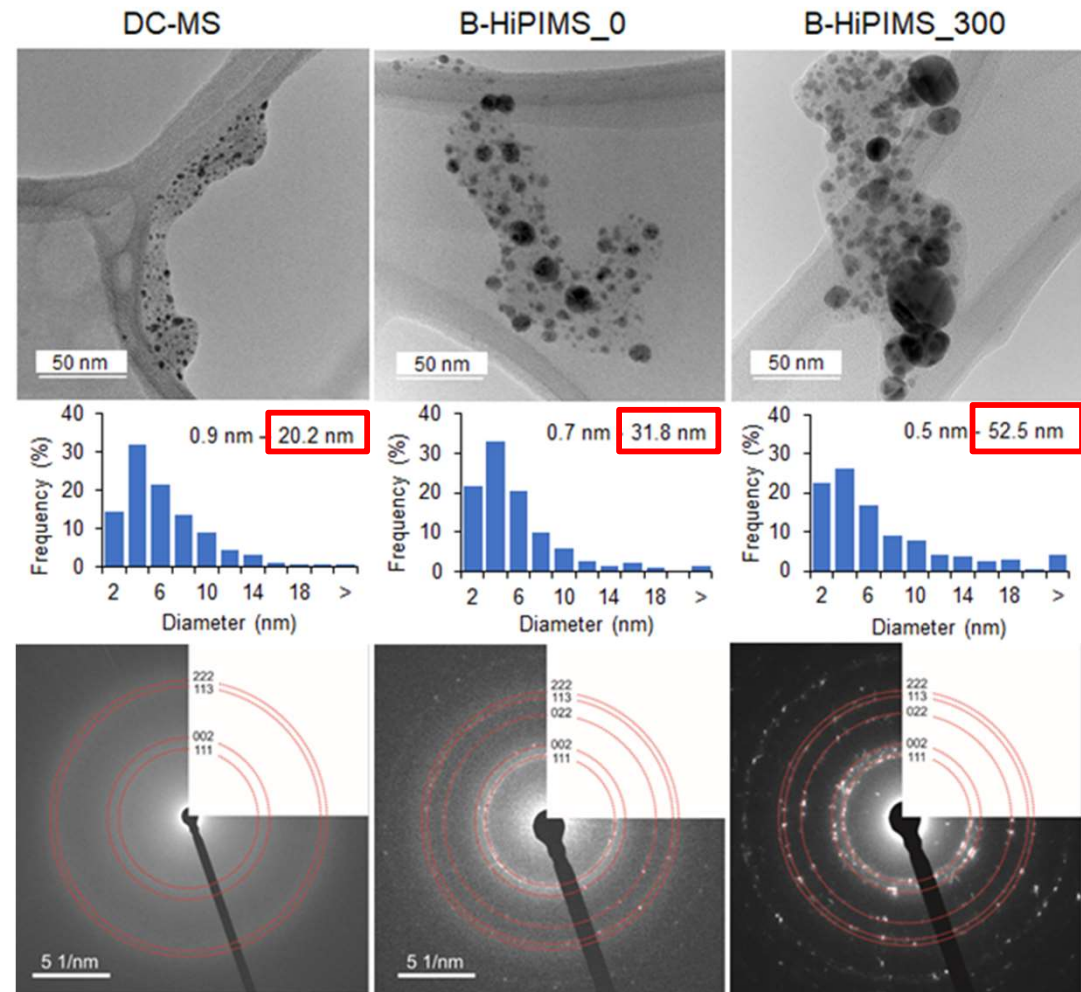 DC-MS
B-HiPIMS_0
B-HiPIMS_300
50 nm
50 nm
50 nm
40
30
20
10
0
Frequency (%)
0.9 nm - 20.2 nm
2 6 10 14 18 >
Diameter (nm)
40
30
20
10
0
Frequency (%)
0.7 nm - 31.8 nm
2 6 10 14 18 >
Diameter (nm)
40
30
20
10
0
Frequency (%)
0.5 nm - 52.5 nm
2 6 10 14 18 >
Diameter (nm)
222
113
002
111
5 1/nm
222
113
022
002
111
5 1/nm
222
113
022
002
111
5 1/nm